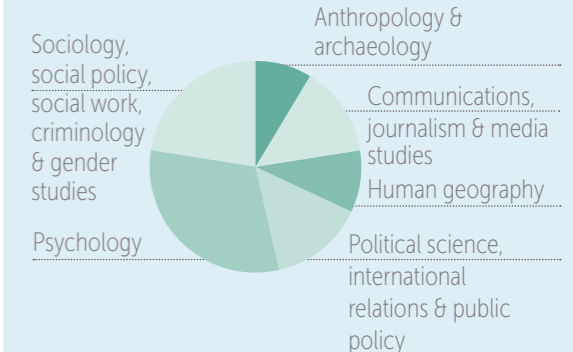 Anthropology &
archaeology
Communications,
journalism & media
studies
Human geography
Political science,
international
relations & public
policy
Psychology
Sociology,
social policy,
social work,
criminology
& gender
studies